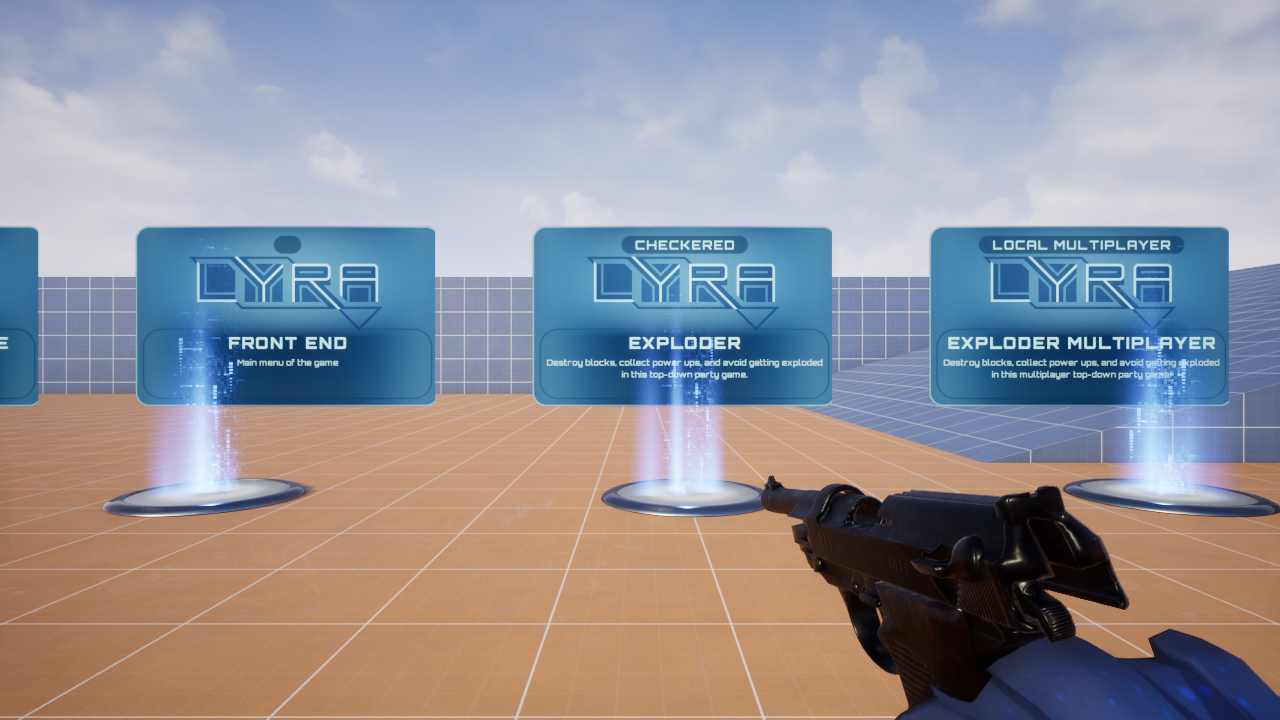 E
LYRA
FRONT END
Main menu of the game
CHECKERED
LYRA
EXPLODER
Destroy blocks, collect power ups, and avoid getting exploded
in this top-down party game.
LOCAL MULTIPLAYER
LYRA
EXPLODER MULTIPLAYER
Destroy blocks, collect power ups, and avoid getting exploded
in this multiplayer top-down party game!